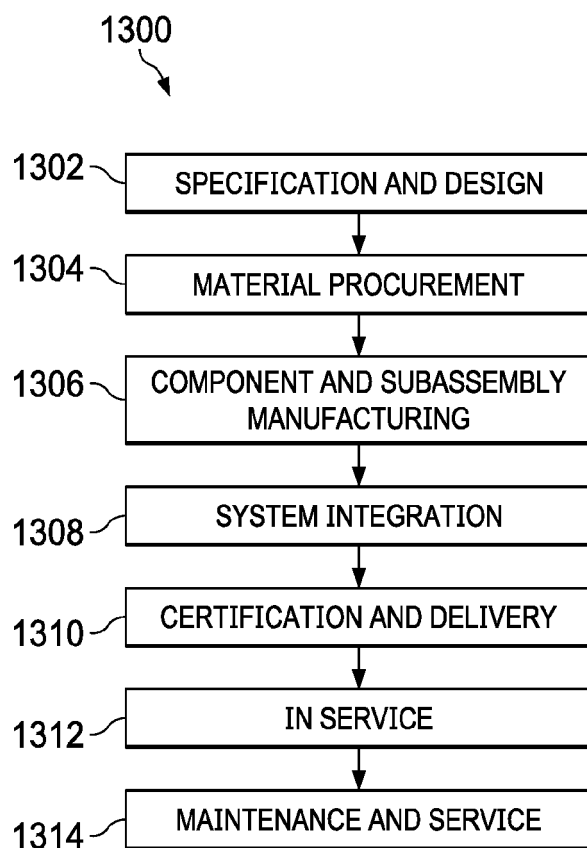 1300
1302
SPECIFICATION AND DESIGN
1304
MATERIAL PROCUREMENT
1306
COMPONENT AND SUBASSEMBLY
MANUFACTURING
1308
SYSTEM INTEGRATION
1310
CERTIFICATION AND DELIVERY
1312
IN SERVICE
1314
MAINTENANCE AND SERVICE